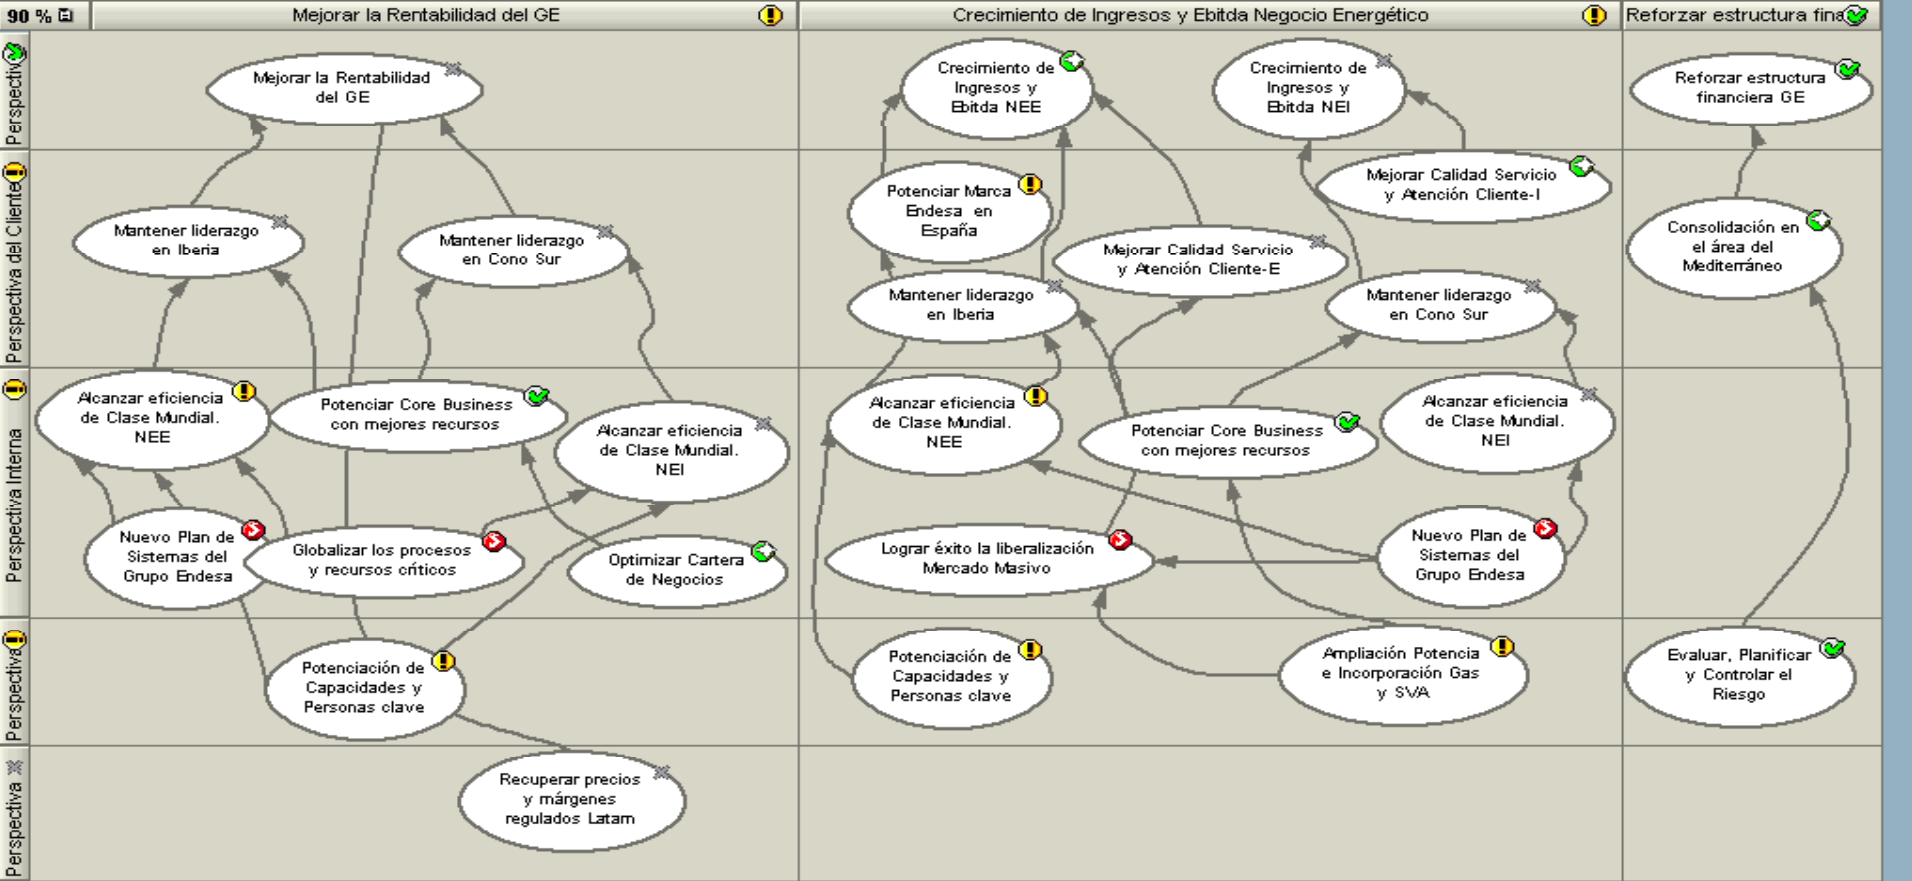 90 %
Mejorar la Rentabilidad del GE
Crecimiento de Ingresos y Ebitda Negocio Energético
Reforzar estructura fina
Perspectiv
Mejorar la Rentabilidad
del GE
Crecimiento de
Ingresos y
Ebitda NEE
Crecimiento de
Ingresos y
Ebitda NEI
Reforzar estructura
financiera GE
Perspectiva del Cliente
Mantener liderazgo
en Iberia
Mantener liderazgo
en Cono Sur
Potenciar Marca
Endesa en
España
Mejorar Calidad Servicio
y Atención Cliente-E
Mejorar Calidad Servicio
y Atención Cliente-I
Mantener liderazgo
en Iberia
Mantener liderazgo
en Cono Sur
Consolidación en
el área del
Mediterráneo
Perspectiva Interna
Alcanzar eficiencia
de Clase Mundial.
NEE
Potenciar Core Business
con mejores recursos
Alcanzar eficiencia
de Clase Mundial.
NEI
Nuevo Plan de
Sistemas del
Grupo Endesa
Globalizar los procesos
y recursos críticos
Optimizar Cartera
de Negocios
Alcanzar eficiencia
de Clase Mundial.
NEE
Potenciar Core Business
con mejores recursos
Alcanzar eficiencia
de Clase Mundial.
NEI
Lograr éxito la liberalización
Mercado Masivo
Nuevo Plan de
Sistemas del
Grupo Endesa
Perspectiva
Potenciación de
Capacidades y
Personas clave
Potenciación de
Capacidades y
Personas clave
Ampliación Potencia
e Incorporación Gas
y SVA
Evaluar, Planificar
y Controlar el
Riesgo
Perspectiva
Recuperar precios
y márgenes
regulados Latam